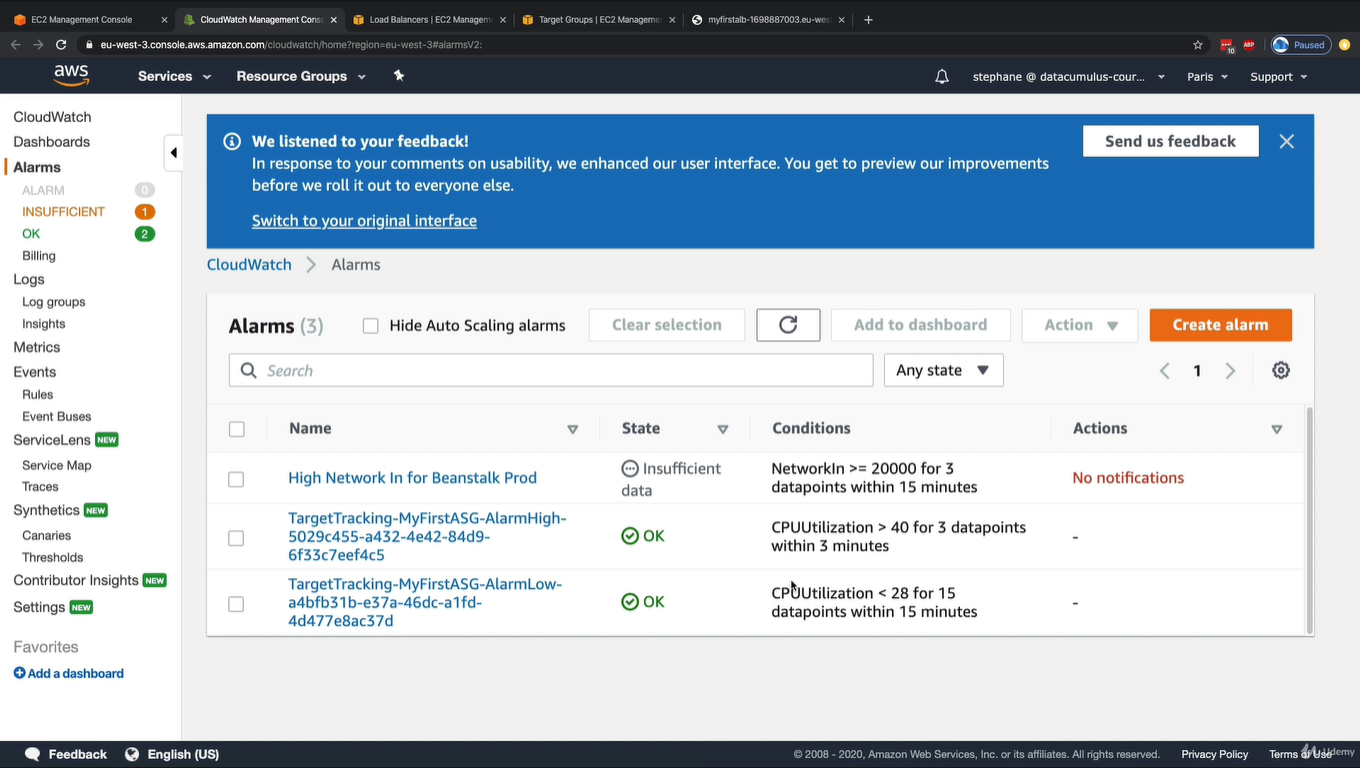 EC2 Management Console
CloudWatch Management Cons
Load Balancers | EC2 Managem
Target Groups | EC2 Manageme
myfirstalb-1698887003.eu-wes
eu-west-3.console.aws.amazon.com/cloudwatch/home?region=eu-west-3#alarmsV2:
10
ABP
Paused
aws
Services
Resource Groups
stephane @ datacumulus-cour...
Paris
Support
CloudWatch
Dashboards
Alarms
ALARM 0
INSUFFICIENT 1
OK 2
Billing
Logs
Log groups
Insights
Metrics
Events
Rules
Event Buses
ServiceLens NEW
Service Map
Traces
Synthetics NEW
Canaries
Thresholds
Contributor Insights NEW
Settings NEW
Favorites
Add a dashboard
We listened to your feedback!
In response to your comments on usability, we enhanced our user interface. You get to preview our improvements
before we roll it out to everyone else.
Switch to your original interface
Send us feedback
CloudWatch
Alarms
Alarms (3)
Hide Auto Scaling alarms
Clear selection
Add to dashboard
Action
Create alarm
Search
Any state
1
Name
State
Conditions
Actions
High Network In for Beanstalk Prod
Insufficient
data
NetworkIn >= 20000 for 3
datapoints within 15 minutes
No notifications
TargetTracking-MyFirstASG-AlarmHigh-
5029c455-a432-4e42-84d9-
6f33c7eef4c5
OK
CPUUtilization > 40 for 3 datapoints
within 3 minutes
-
TargetTracking-MyFirstASG-AlarmLow-
a4bfb31b-e37a-46dc-a1fd-
4d477e8ac37d
OK
CPUUtilization < 28 for 15
datapoints within 15 minutes
-
Feedback
English (US)
© 2008 - 2020, Amazon Web Services, Inc. or its affiliates. All rights reserved.
Privacy Policy
Terms of Use
Udemy